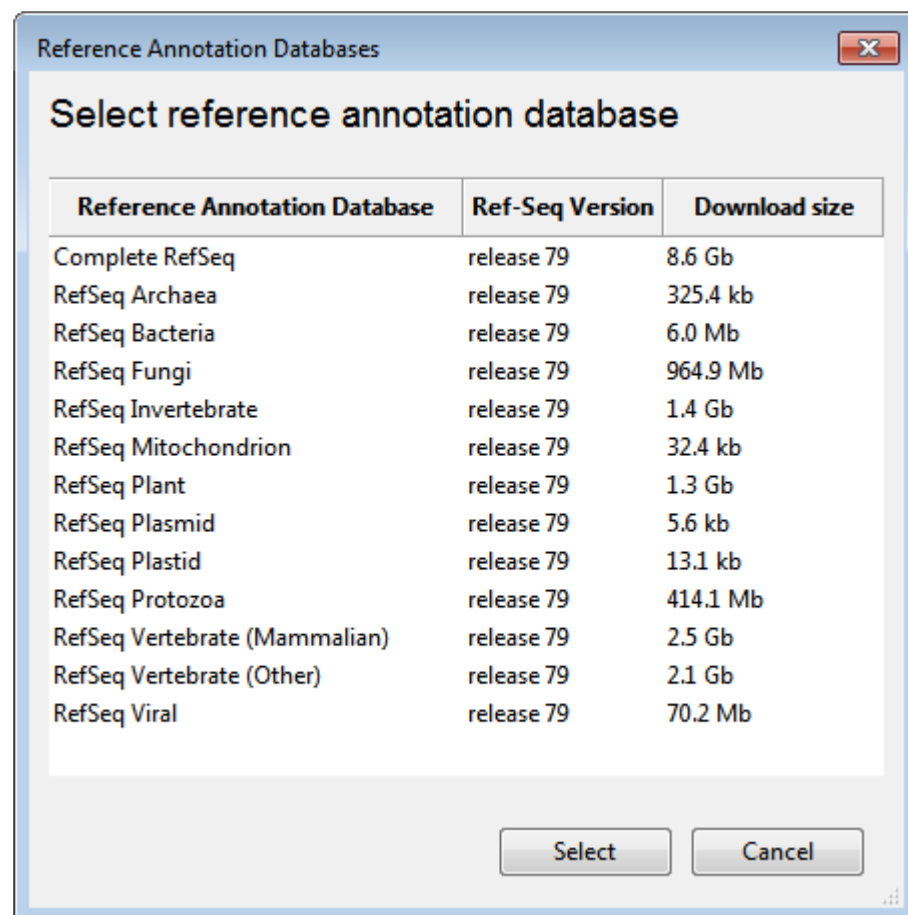 Reference Annotation Databases
Select reference annotation database
Reference Annotation Database Ref-Seq Version Download size
Complete RefSeq release 79 8.6 Gb
RefSeq Archaea release 79 325.4 kb
RefSeq Bacteria release 79 6.0 Mb
RefSeq Fungi release 79 964.9 Mb
RefSeq Invertebrate release 79 1.4 Gb
RefSeq Mitochondrion release 79 32.4 kb
RefSeq Plant release 79 1.3 Gb
RefSeq Plasmid release 79 5.6 kb
RefSeq Plastid release 79 13.1 kb
RefSeq Protozoa release 79 414.1 Mb
RefSeq Vertebrate (Mammalian) release 79 2.5 Gb
RefSeq Vertebrate (Other) release 79 2.1 Gb
RefSeq Viral release 79 70.2 Mb
Select Cancel